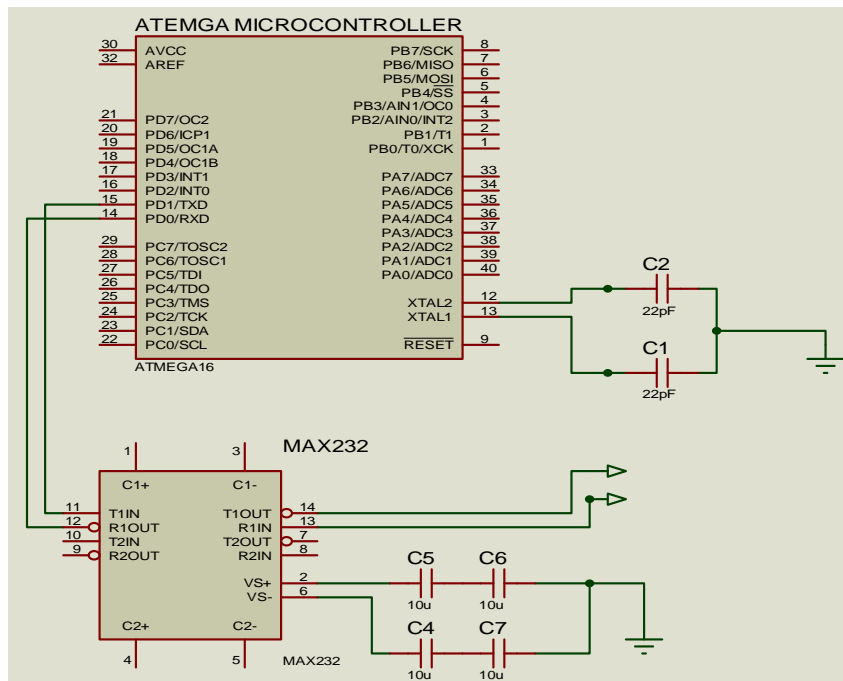 ATEMGA MICROCONTROLLER
30 AVCC PB7/SCK 8
32 AREF PB6/MISO 7
PB5/MOSI 6
PB4/SS 5
PB3/AIN1/OC0 4
21 PD7/OC2 PB2/AIN0/INT2 3
20 PD6/ICP1 PB1/T1 2
19 PD5/OC1A PB0/T0/XCK 1
18 PD4/OC1B
17 PD3/INT1 PA7/ADC7 33
16 PD2/INT0 PA6/ADC6 34
15 PD1/TXD PA5/ADC5 35
14 PD0/RXD PA4/ADC4 36
PA3/ADC3 37
29 PC7/TOSC2 PA2/ADC2 38
28 PC6/TOSC1 PA1/ADC1 39
27 PC5/TDI PA0/ADC0 40
26 PC4/TDO
25 PC3/TMS XTAL2 12
24 PC2/TCK XTAL1 13
23 PC1/SDA
22 PC0/SCL RESET 9
ATMEGA16
C2
22pF
C1
22pF
MAX232
1 3
C1+ C1-
11 T1IN T1OUT 14
12 R1OUT R1IN 13
10 T2IN T2OUT 7
9 R2OUT R2IN 8
VS+ 2
VS- 6
C2+ C2-
4 5
MAX232
C5 C6
10u 10u
C4 C7
10u 10u